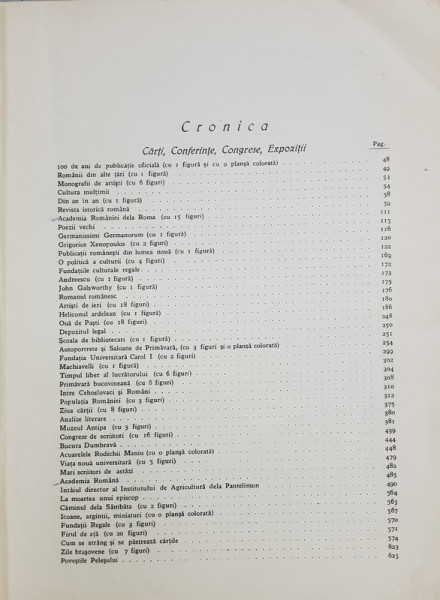 Cronica
Cărți, Conferințe, Congrese, Expoziții
Pag.
100 de ani de publicație oficială (cu 1 figură și cu o planșă colorată) 48
Românii din alte țări (cu 1 figură) 49
Monografii de artiști (cu 6 figuri) 53
Cultura mulțimii 54
Din an în an (cu 1 figură) 58
Revista istorică română 59
Academia României dela Roma (cu 15 figuri) 111
Poezii vechi 115
Germanissimi Germanorum (cu 1 figură) 116
Grigorios Xenopoulos (cu 2 figuri) 120
Publicații românești din lumea nouă (cu 1 figură) 122
O politică a culturii (cu 4 figuri) 169
Fundațiile culturale regale 172
Andreescu (cu 1 figură) 173
John Galsworthy (cu 1 figură) 175
Romanul românesc 176
Artiști de ieri (cu 18 figuri) 180
Heliconul ardelean (cu 1 figură) 186
Ouă de Paști (cu 18 figuri) 248
Depozitul legal 250
Școala de bibliotecari (cu 1 figură) 251
Autoportrete și Saloane de Primăvară, (cu 3 figuri și o planșă colorată) 254
Fundația Universitară Carol I (cu 2 figuri) 299
Machiavelli (cu 1 figură) 302
Timpul liber al lucrătorului (cu 6 figuri) 304
Primăvară bucovineană (cu 6 figuri) 308
Intre Cehoslovaci și Români 310
Populația României (cu 3 figuri) 312
Ziua cărții (cu 8 figuri) 375
Analize literare 380
Muzeul Antipa (cu 3 figuri) 381
Congrese de scriitori (cu 16 figuri) 439
Bucura Dumbravă 444
Acuarelele Rodichii Maniu (cu o planșă colorată) 448
Viața nouă universitară (cu 5 figuri) 479
Mari scriitori de astăzi 482
Academia Română 485
Intâiul director al Institutului de Agricultură dela Pantelimon 490
La moartea unui episcop 564
Căminul dela Sâmbăta (cu 2 figuri) 565
Icoane, argintii, miniaturi (cu o planșă colorată) 567
Fundații Regale (cu 3 figuri) 570
Firul de ață (cu 20 figuri) 571
Cum se strâng și se păstrează cărțile 574
Zile brașovene (cu 7 figuri) 623
Poveștile Peleșului 625